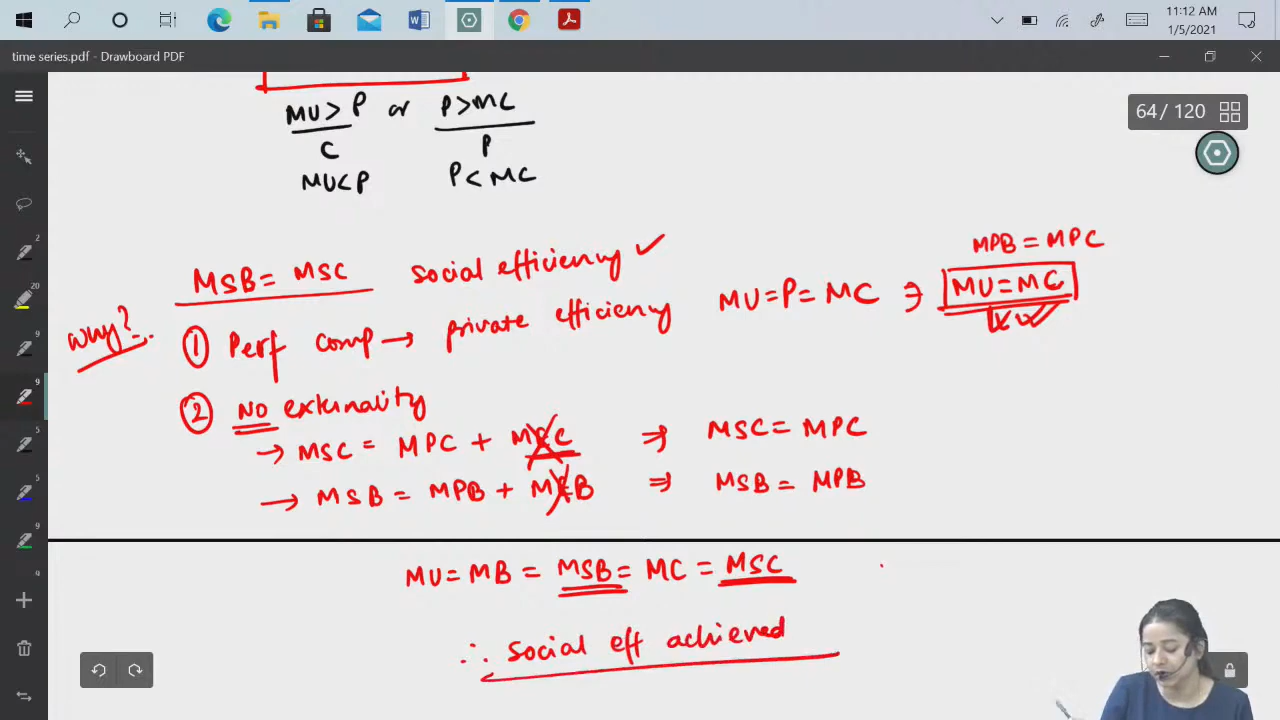 11:12 AM
1/5/2021
time series.pdf - Drawboard PDF
64 / 120
MU > P or P > MC
C P
MU < P P < MC
MPB = MPC
MSB = MSC social efficiency ✓
MU = P = MC ∋ MU = MC
Why?
① Perf comp → private efficiency
② NO externality
→ MSC = MPC + MEC ⇒ MSC = MPC
→ MSB = MPB + MEB ⇒ MSB = MPB
MU = MB = MSB = MC = MSC
∴ social eff achieved